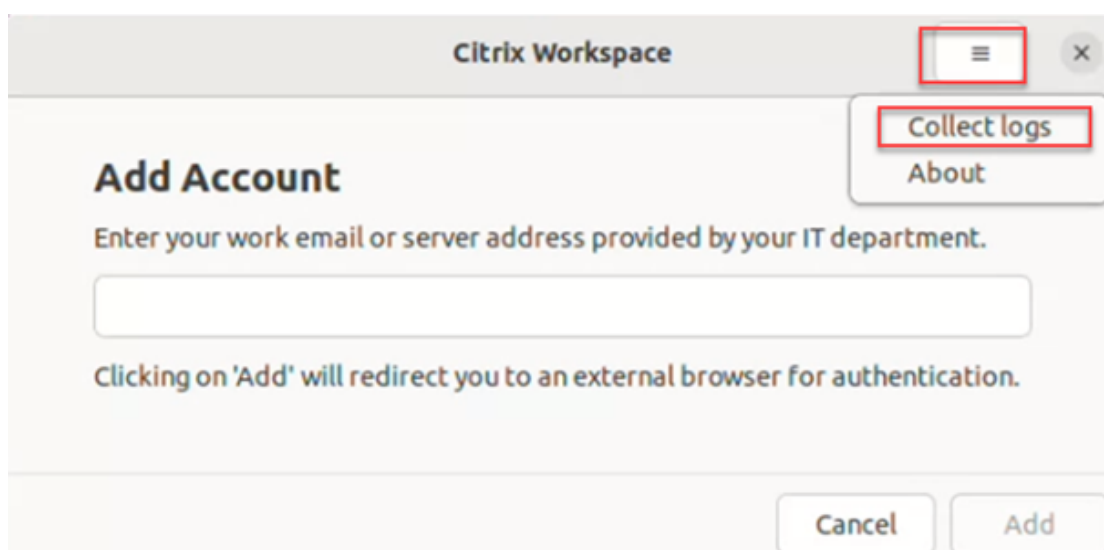 Citrix Workspace
Collect logs
About
Add Account
Enter your work email or server address provided by your IT department.
Clicking on 'Add' will redirect you to an external browser for authentication.
Cancel
Add